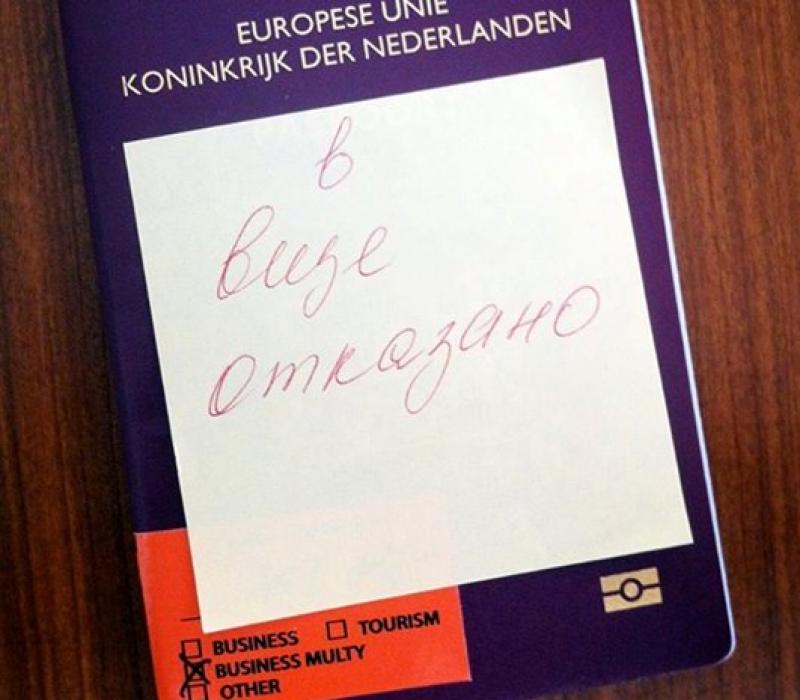 EUROPESE UNIE
KONINKRIJK DER NEDERLANDEN
в
визе
отказано
BUSINESS TOURISM
BUSINESS MULTY
OTHER